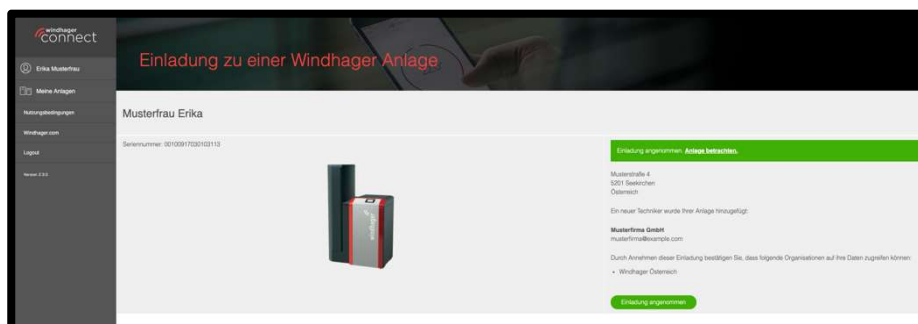 windhager
connect
Erika Musterfrau
Meine Anlagen
Nutzungsbedingungen
Windhager.com
Logout
Einladung zu einer Windhager Anlage
Musterfrau Erika
Seriennummer: 00100917030103113
windhager
Einladung angenommen. Anlage betrachten.
Musterstraße 4
5201 Seekirchen
Österreich
Ein neuer Techniker wurde Ihrer Anlage hinzugefügt:
Musterfirma GmbH
musterfirma@example.com
Durch Annehmen dieser Einladung bestätigen Sie, dass folgende Organisationen auf Ihre Daten zugreifen können:
• Windhager Österreich
Einladung angenommen